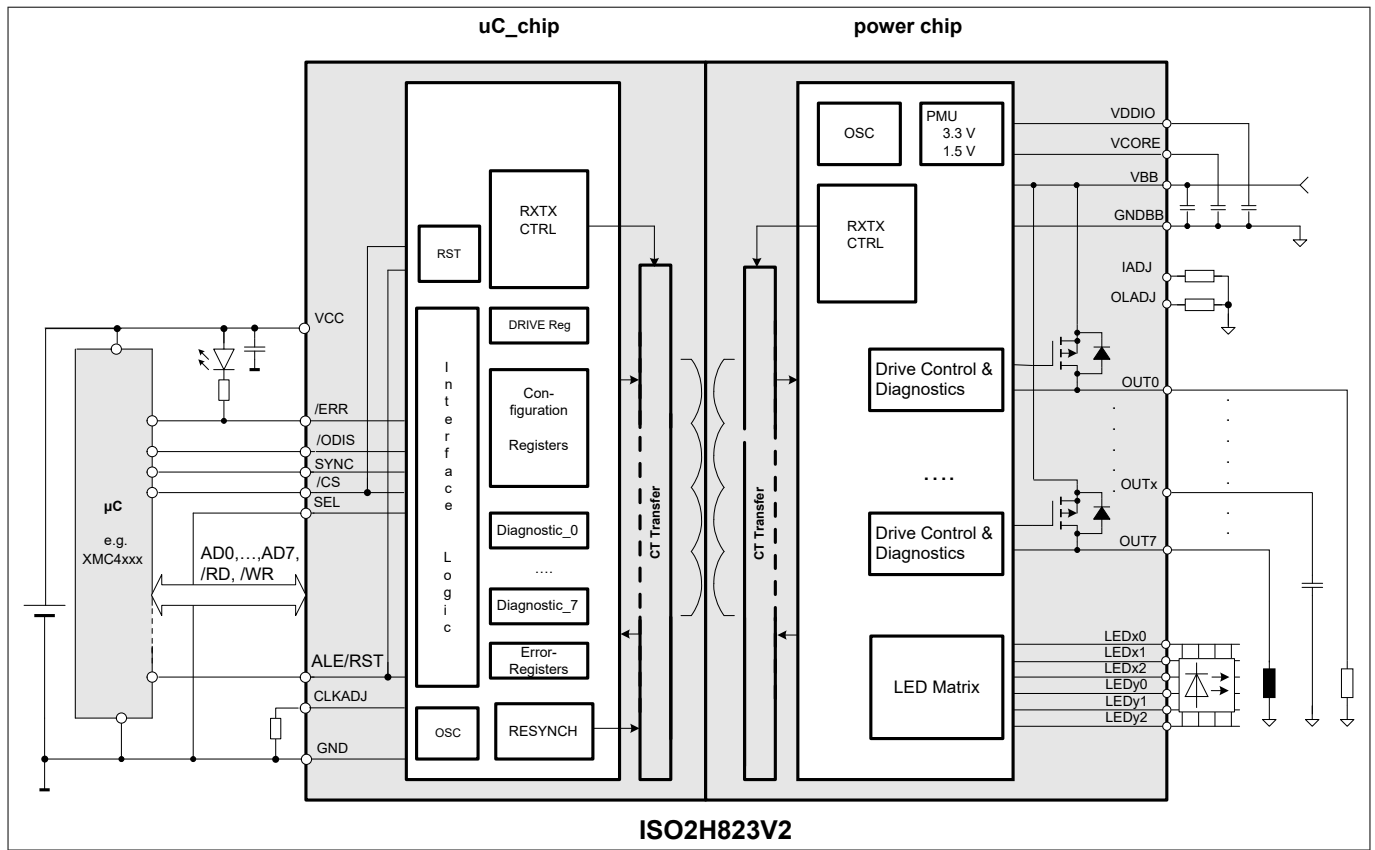 uC_chip
power chip
OSC
PMU
3.3 V
1.5 V
VDDIO
VCORE
VBB
GNDBB
IADJ
OLADJ
RXTX
CTRL
RST
RXTX
CTRL
VCC
DRIVE Reg
Interface Logic
Con-
figuration
Registers
CT Transfer
CT Transfer
Drive Control &
Diagnostics
OUT0
....
OUTx
Drive Control &
Diagnostics
OUT7
/ERR
/ODIS
SYNC
/CS
SEL
µC
e.g.
XMC4xxx
AD0,...,AD7,
/RD, /WR
Diagnostic_0
....
Diagnostic_7
Error-
Registers
ALE/RST
CLKADJ
GND
OSC
RESYNCH
LED Matrix
LEDx0
LEDx1
LEDx2
LEDy0
LEDy1
LEDy2
ISO2H823V2